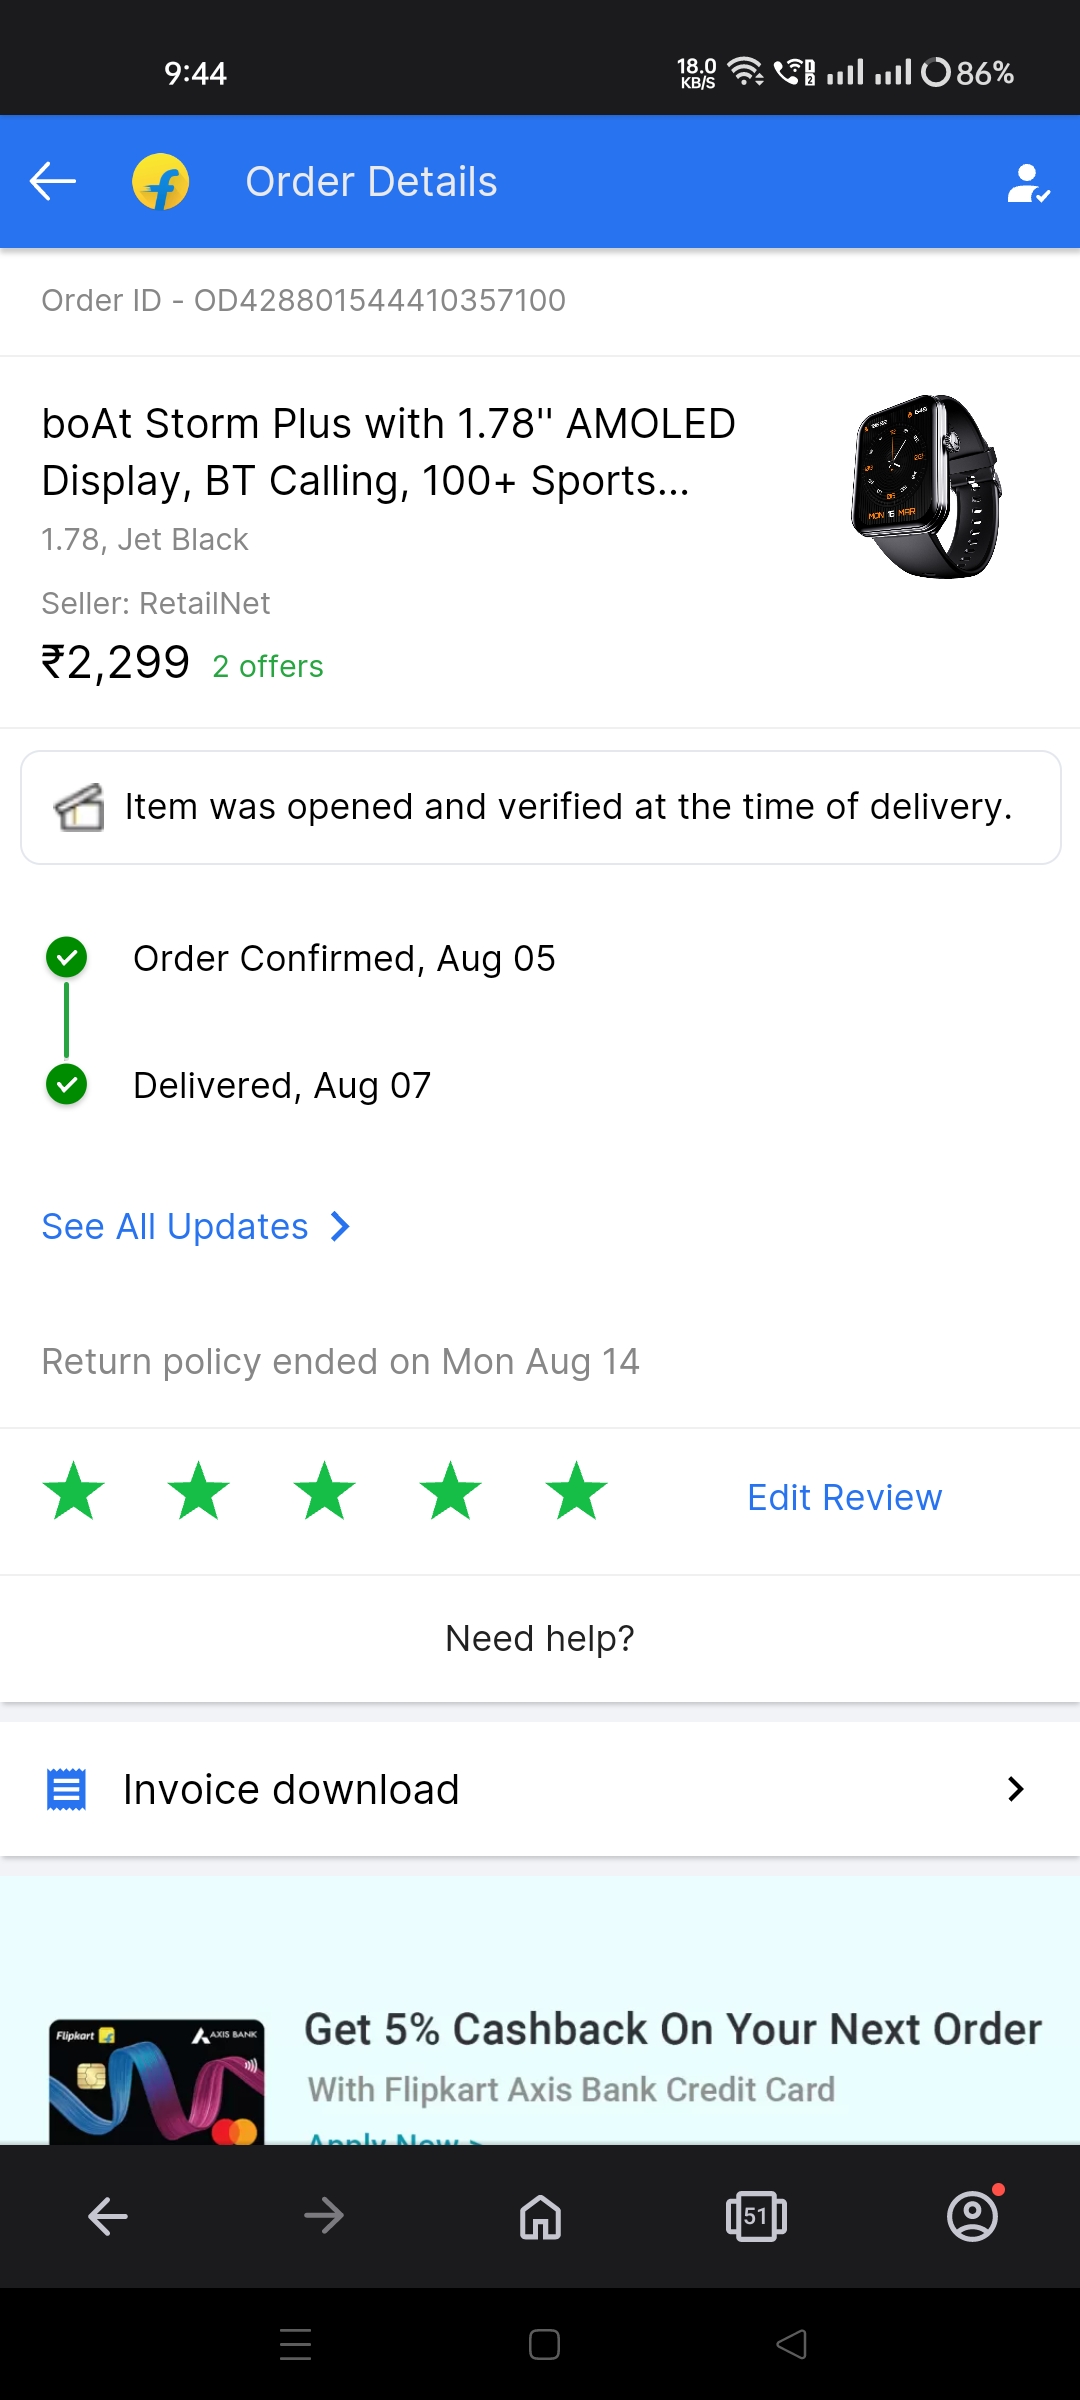 9:44
18.0
KB/S
86%
Order Details
Order ID - OD428801544410357100
boAt Storm Plus with 1.78'' AMOLED
Display, BT Calling, 100+ Sports...
1.78, Jet Black
Seller: RetailNet
₹2,299 2 offers
Item was opened and verified at the time of delivery.
Order Confirmed, Aug 05
Delivered, Aug 07
See All Updates
Return policy ended on Mon Aug 14
Edit Review
Need help?
Invoice download
Flipkart
AXIS BANK
Get 5% Cashback On Your Next Order
With Flipkart Axis Bank Credit Card
Apply Now >
51